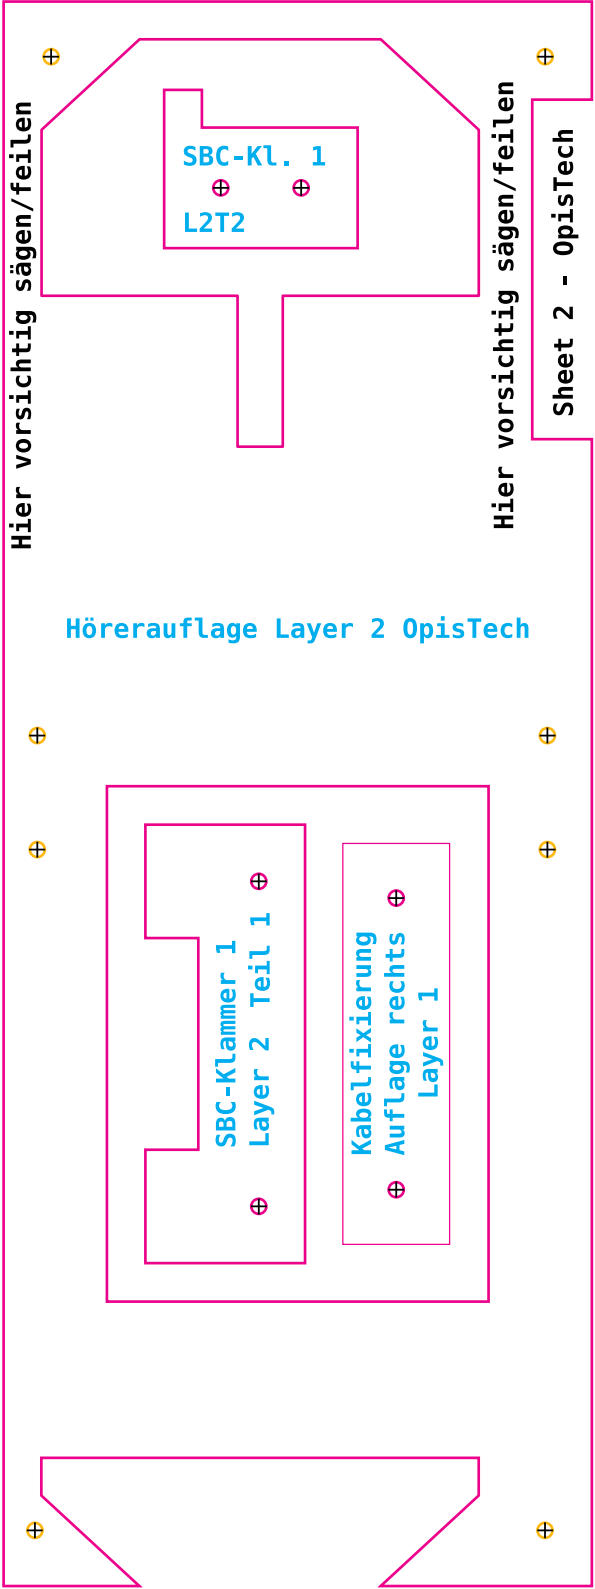 Hier vorsichtig sägen/feilen
SBC-Kl. 1
L2T2
Hier vorsichtig sägen/feilen
Sheet 2 - OpisTech
Hörerauflage Layer 2 OpisTech
SBC-Klammer 1
Layer 2 Teil 1
Kabelfixierung
Auflage rechts
Layer 1